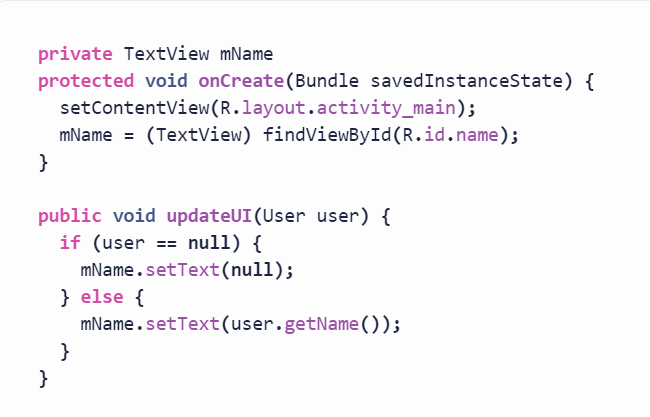 private TextView mName
protected void onCreate(Bundle savedInstanceState) {
  setContentView(R.layout.activity_main);
  mName = (TextView) findViewById(R.id.name);
}

public void updateUI(User user) {
  if (user == null) {
    mName.setText(null);
  } else {
    mName.setText(user.getName());
  }
}